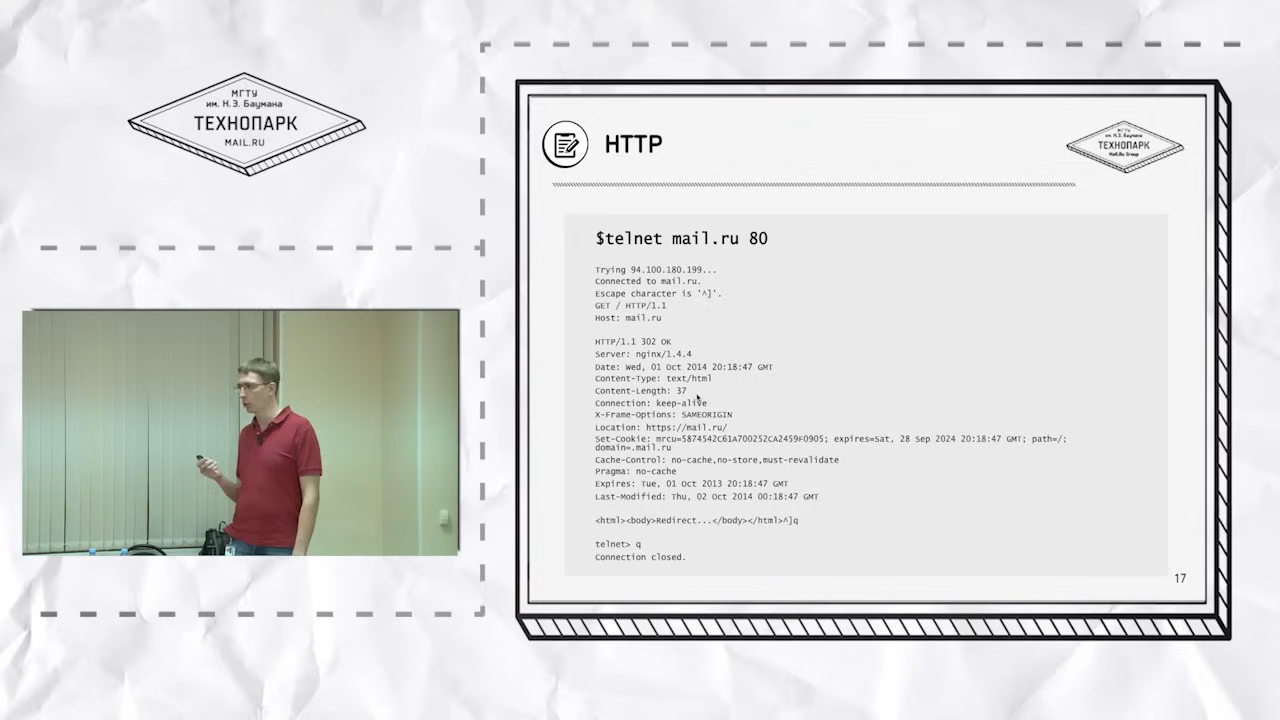 МГТУ
им. Н.Э. Баумана
ТЕХНОПАРК
MAIL.RU
HTTP
МГТУ
им. Н.Э. Баумана
ТЕХНОПАРК
Mail.Ru Group
$telnet mail.ru 80
Trying 94.100.180.199...
Connected to mail.ru.
Escape character is '^]'.
GET / HTTP/1.1
Host: mail.ru
HTTP/1.1 302 OK
Server: nginx/1.4.4
Date: Wed, 01 Oct 2014 20:18:47 GMT
Content-Type: text/html
Content-Length: 37
Connection: keep-alive
X-Frame-Options: SAMEORIGIN
Location: https://mail.ru/
Set-Cookie: mrcu=5874542C61A700252CA2459F0905; expires=Sat, 28 Sep 2024 20:18:47 GMT; path=/;
domain=.mail.ru
Cache-Control: no-cache,no-store,must-revalidate
Pragma: no-cache
Expires: Tue, 01 Oct 2013 20:18:47 GMT
Last-Modified: Thu, 02 Oct 2014 00:18:47 GMT
<html><body>Redirect...</body></html>^]q
telnet> q
Connection closed.
17